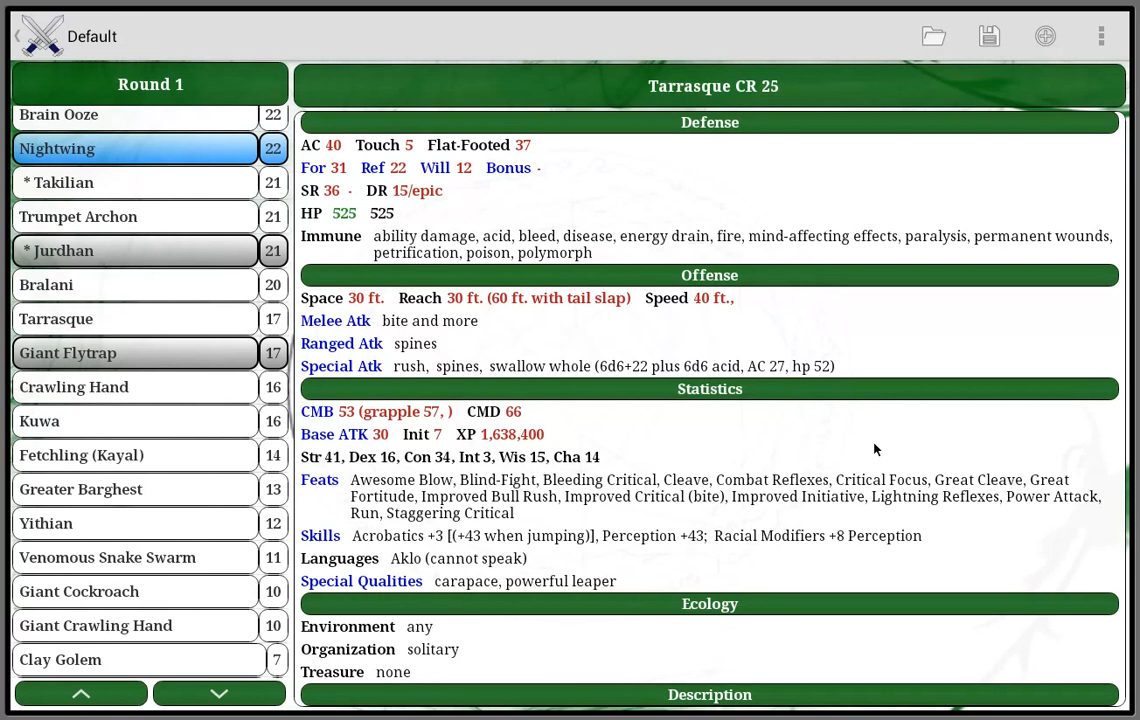 Default
Round 1
Brain Ooze 22
Nightwing 22
* Takilian 21
Trumpet Archon 21
* Jurdhan 21
Bralani 20
Tarrasque 17
Giant Flytrap 17
Crawling Hand 16
Kuwa 16
Fetchling (Kayal) 14
Greater Barghest 13
Yithian 12
Venomous Snake Swarm 11
Giant Cockroach 10
Giant Crawling Hand 10
Clay Golem 7
Tarrasque CR 25
Defense
AC 40 Touch 5 Flat-Footed 37
For 31 Ref 22 Will 12 Bonus -
SR 36 - DR 15/epic
HP 525 525
Immune ability damage, acid, bleed, disease, energy drain, fire, mind-affecting effects, paralysis, permanent wounds,
petrification, poison, polymorph
Offense
Space 30 ft. Reach 30 ft. (60 ft. with tail slap) Speed 40 ft.,
Melee Atk bite and more
Ranged Atk spines
Special Atk rush, spines, swallow whole (6d6+22 plus 6d6 acid, AC 27, hp 52)
Statistics
CMB 53 (grapple 57, ) CMD 66
Base ATK 30 Init 7 XP 1,638,400
Str 41, Dex 16, Con 34, Int 3, Wis 15, Cha 14
Feats Awesome Blow, Blind-Fight, Bleeding Critical, Cleave, Combat Reflexes, Critical Focus, Great Cleave, Great
Fortitude, Improved Bull Rush, Improved Critical (bite), Improved Initiative, Lightning Reflexes, Power Attack,
Run, Staggering Critical
Skills Acrobatics +3 [(+43 when jumping)], Perception +43; Racial Modifiers +8 Perception
Languages Aklo (cannot speak)
Special Qualities carapace, powerful leaper
Ecology
Environment any
Organization solitary
Treasure none
Description